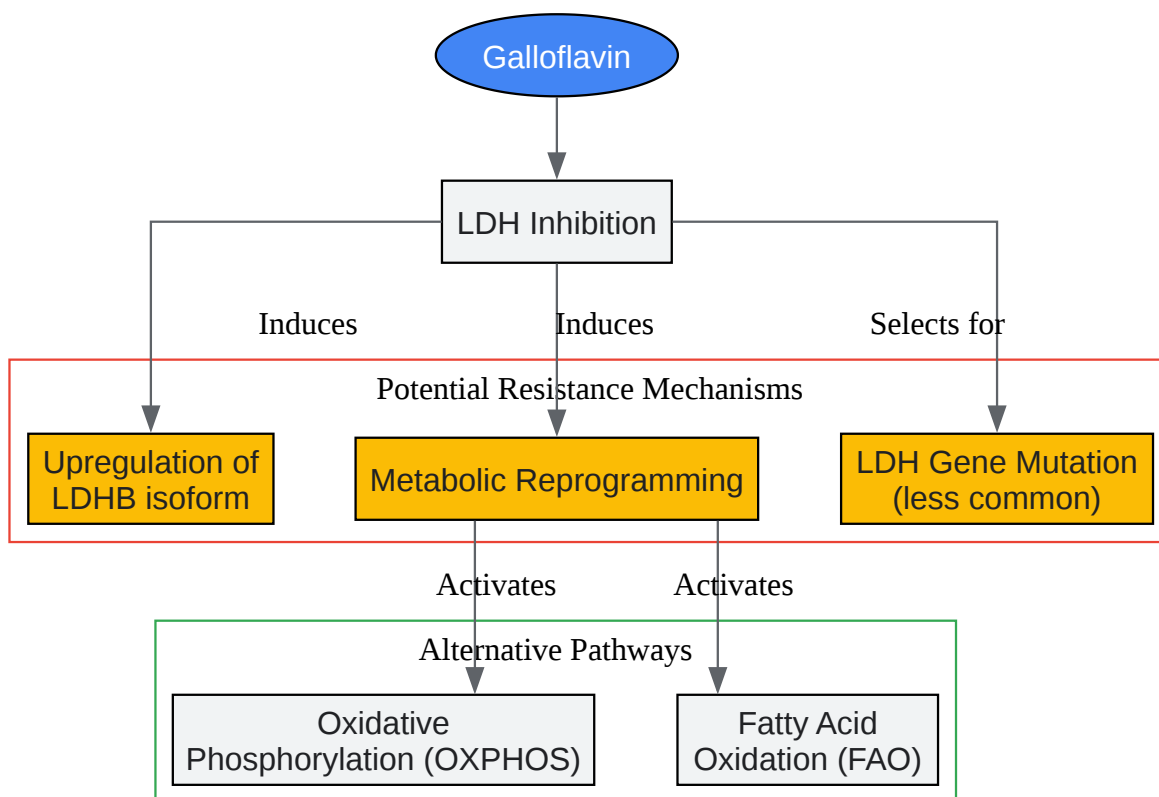 Galloflavin
LDH Inhibition
Induces
Induces
Selects for
Potential Resistance Mechanisms
Upregulation of
LDHB isoform
Metabolic Reprogramming
LDH Gene Mutation
(less common)
Activates
Activates
Alternative Pathways
Oxidative
Phosphorylation (OXPHOS)
Fatty Acid
Oxidation (FAO)